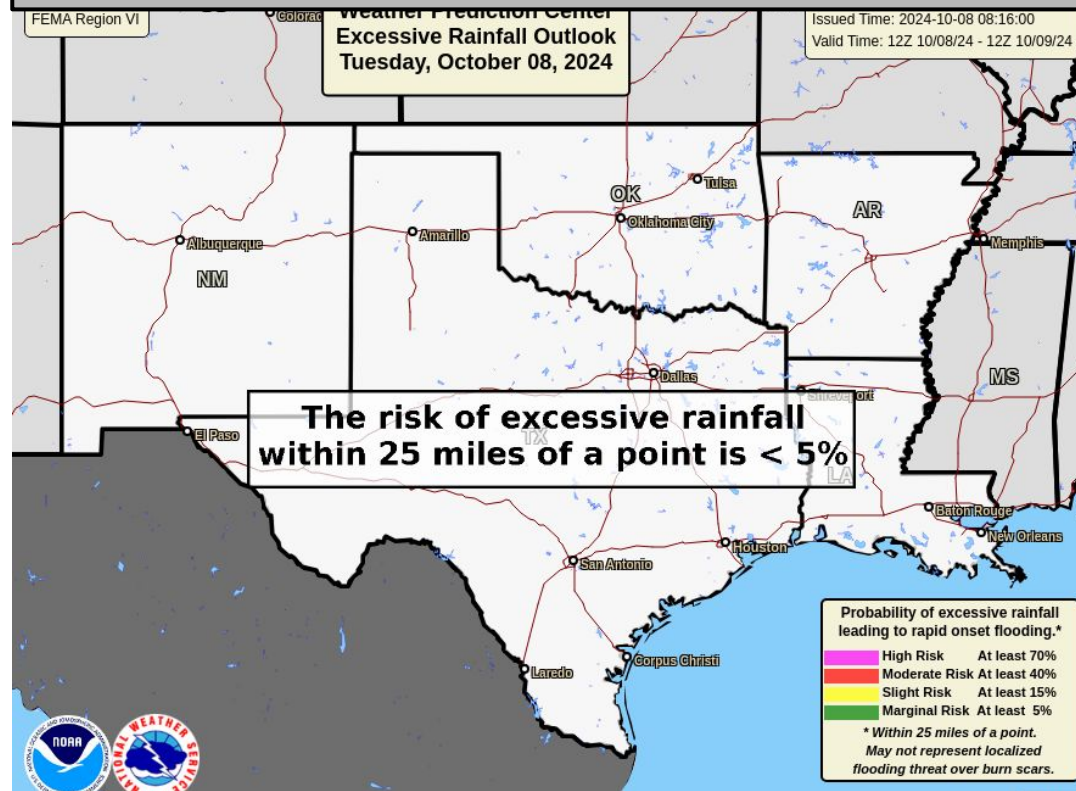 FEMA Region VI
Weather Prediction Center
Excessive Rainfall Outlook
Tuesday, October 08, 2024
Issued Time: 2024-10-08 08:16:00
Valid Time: 12Z 10/08/24 - 12Z 10/09/24
Colorad
OK
Tulsa
Oklahoma City
AR
Memphis
Albuquerque
Amarillo
NM
MS
Dallas
Shreveport
The risk of excessive rainfall
within 25 miles of a point is < 5%
TX
LA
El Paso
Baton Rouge
New Orleans
Houston
San Antonio
Laredo
Corpus Christi
Probability of excessive rainfall
leading to rapid onset flooding.*
High Risk At least 70%
Moderate Risk At least 40%
Slight Risk At least 15%
Marginal Risk At least 5%
* Within 25 miles of a point.
May not represent localized
flooding threat over burn scars.
NOAA
NATIONAL WEATHER SERVICE